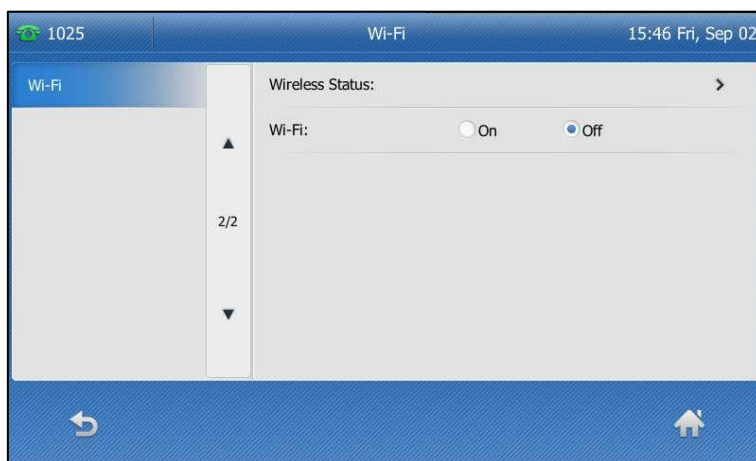 1025 Wi-Fi 15:46 Fri, Sep 02
Wi-Fi
Wireless Status:
Wi-Fi: On Off
2/2